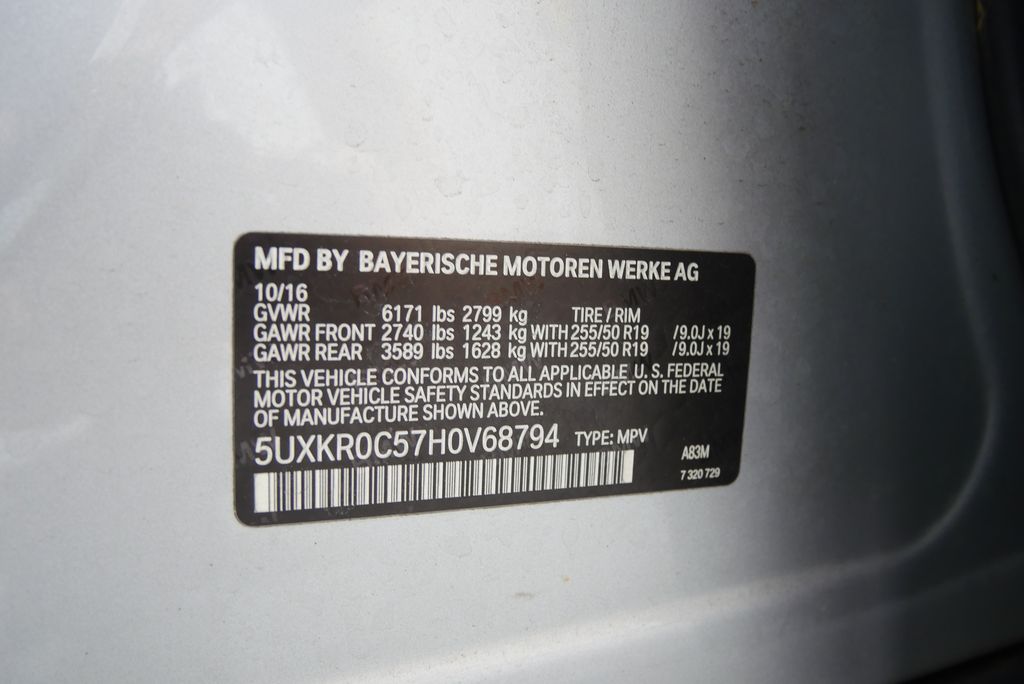 MFD BY BAYERISCHE MOTOREN WERKE AG
10/16
GVWR 6171 lbs 2799 kg TIRE / RIM
GAWR FRONT 2740 lbs 1243 kg WITH 255/50 R19 /9.0J x 19
GAWR REAR 3589 lbs 1628 kg WITH 255/50 R19 /9.0J x 19
THIS VEHICLE CONFORMS TO ALL APPLICABLE U. S. FEDERAL
MOTOR VEHICLE SAFETY STANDARDS IN EFFECT ON THE DATE
OF MANUFACTURE SHOWN ABOVE.
5UXKR0C57H0V68794 TYPE: MPV A83M
7 320 729